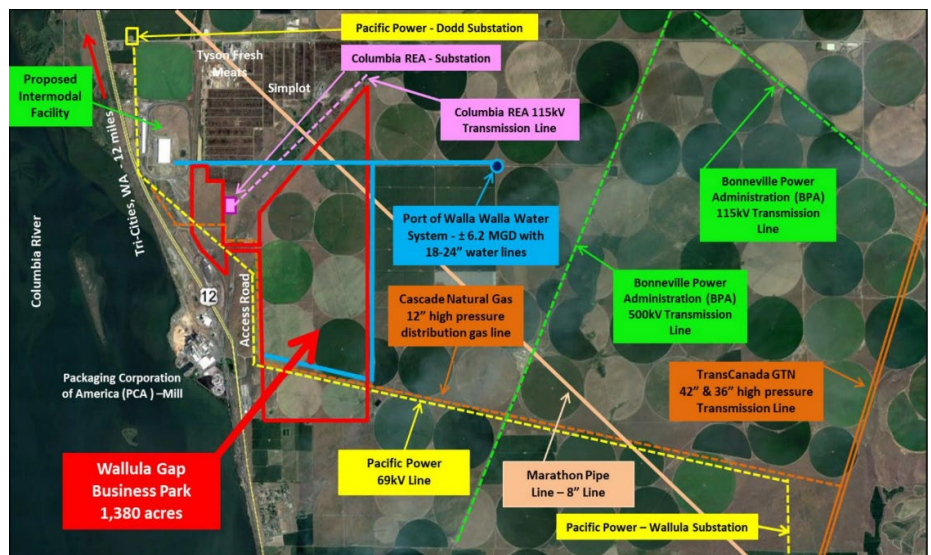 Pacific Power - Dodd Substation
Tyson Fresh
Meats
Columbia REA - Substation
Simplot
Proposed
Intermodal
Facility
Columbia REA 115kV
Transmission Line
Tri-Cities, WA - 12 miles
Bonneville Power
Administration (BPA)
115kV Transmission
Line
Port of Walla Walla Water
System - ± 6.2 MGD with
18-24” water lines
Columbia River
12
Access Road
Cascade Natural Gas
12” high pressure
distribution gas line
Bonneville Power
Administration (BPA)
500kV Transmission
Line
Packaging Corporation
of America (PCA ) –Mill
TransCanada GTN
42” & 36” high pressure
Transmission Line
Wallula Gap
Business Park
1,380 acres
Pacific Power
69kV Line
Marathon Pipe
Line – 8” Line
Pacific Power – Wallula Substation